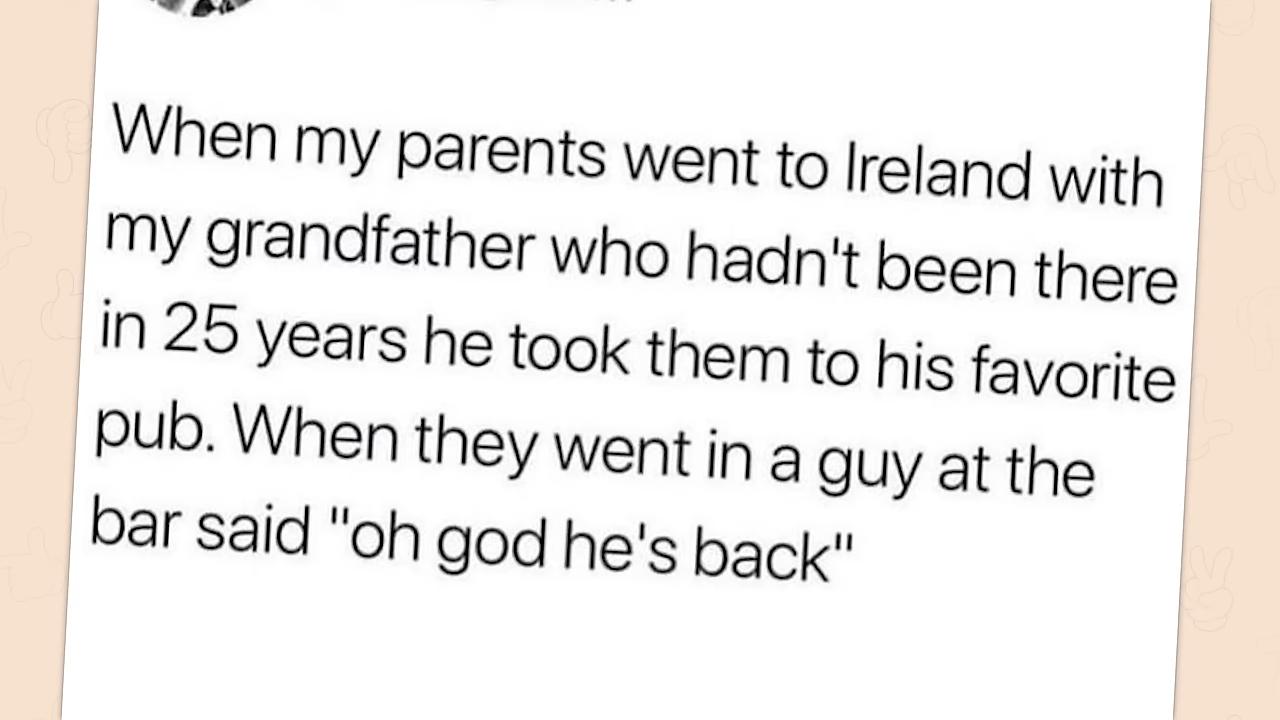 When my parents went to Ireland with
my grandfather who hadn't been there
in 25 years he took them to his favorite
pub. When they went in a guy at the
bar said "oh god he's back"